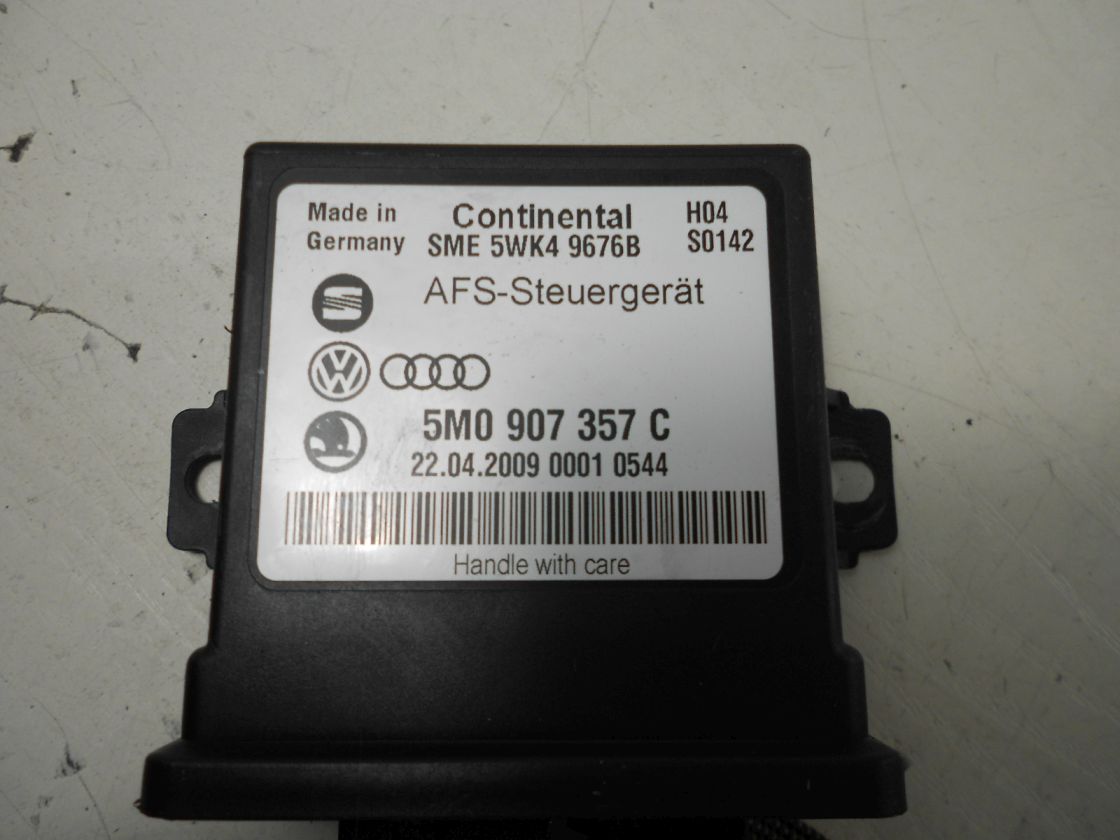 Made in Germany
Continental
SME 5WK4 9676B
H04
S0142
AFS-Steuergerät
5M0 907 357 C
22.04.2009 0001 0544
Handle with care